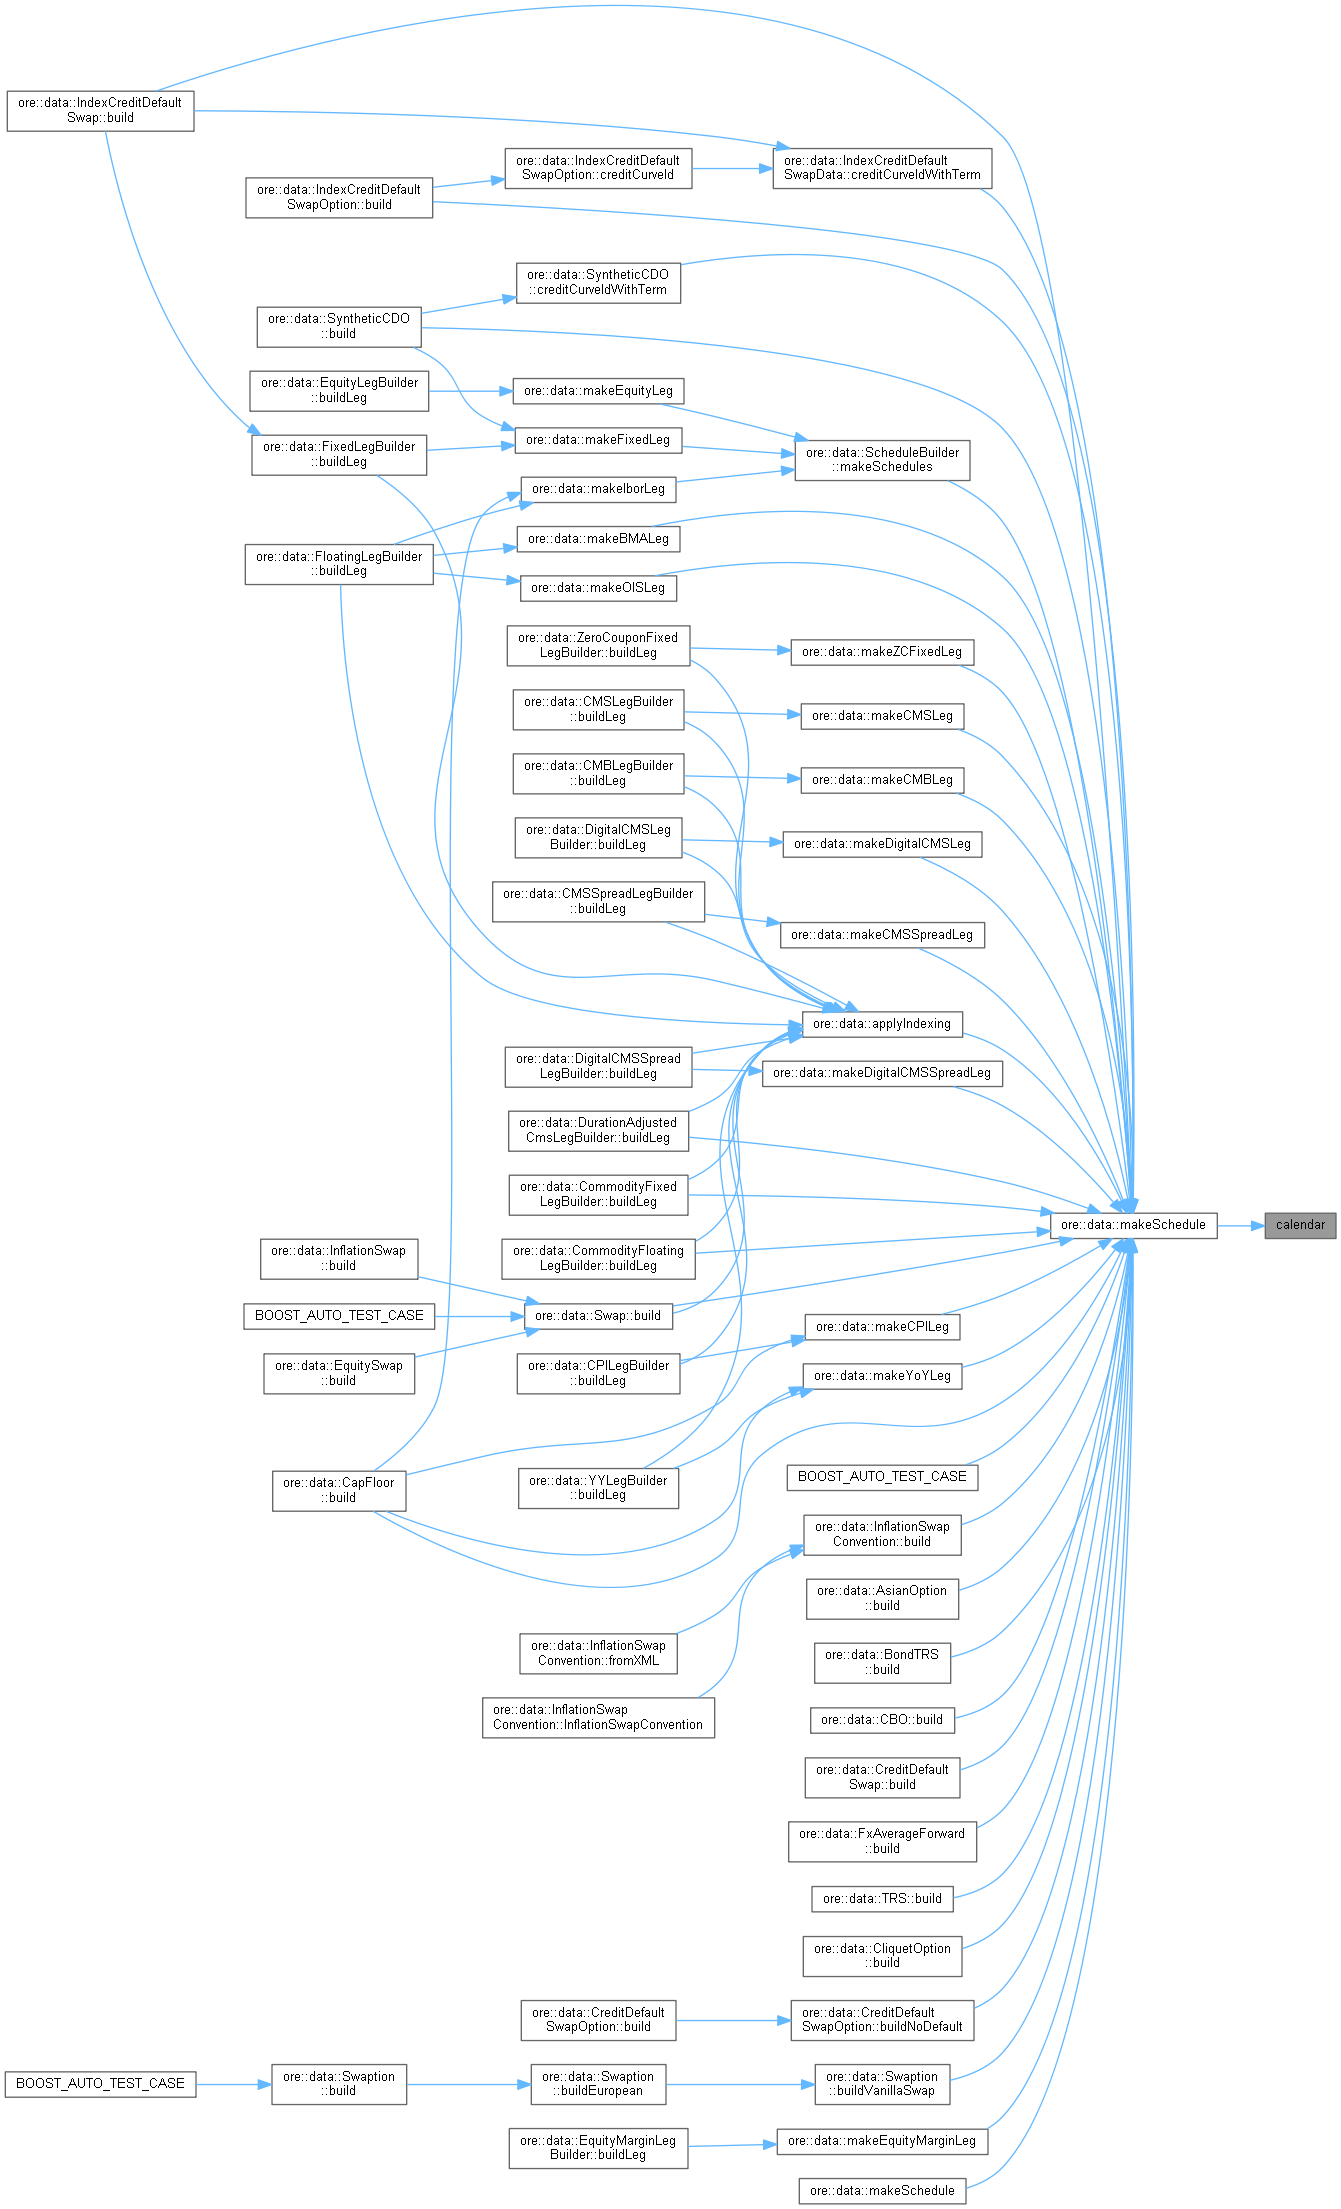 ore::data::IndexCreditDefault
Swap::build
ore::data::IndexCreditDefault
SwapOption::creditCurveId
ore::data::IndexCreditDefault
SwapData::creditCurveIdWithTerm
ore::data::IndexCreditDefault
SwapOption::build
ore::data::SyntheticCDO
::creditCurveIdWithTerm
ore::data::SyntheticCDO
::build
ore::data::EquityLegBuilder
::buildLeg
ore::data::makeEquityLeg
ore::data::FixedLegBuilder
::buildLeg
ore::data::makeFixedLeg
ore::data::ScheduleBuilder
::makeSchedules
ore::data::makeIborLeg
ore::data::makeBMALeg
ore::data::FloatingLegBuilder
::buildLeg
ore::data::makeOISLeg
ore::data::ZeroCouponFixed
LegBuilder::buildLeg
ore::data::makeZCFixedLeg
ore::data::CMSLegBuilder
::buildLeg
ore::data::makeCMSLeg
ore::data::CMBLegBuilder
::buildLeg
ore::data::makeCMBLeg
ore::data::DigitalCMSLeg
Builder::buildLeg
ore::data::makeDigitalCMSLeg
ore::data::CMSSpreadLegBuilder
::buildLeg
ore::data::makeCMSSpreadLeg
ore::data::applyIndexing
ore::data::DigitalCMSSpread
LegBuilder::buildLeg
ore::data::makeDigitalCMSSpreadLeg
ore::data::DurationAdjusted
CmsLegBuilder::buildLeg
ore::data::CommodityFixed
LegBuilder::buildLeg
ore::data::makeSchedule
calendar
ore::data::InflationSwap
::build
ore::data::CommodityFloating
LegBuilder::buildLeg
BOOST_AUTO_TEST_CASE
ore::data::Swap::build
ore::data::makeCPILeg
ore::data::EquitySwap
::build
ore::data::CPILegBuilder
::buildLeg
ore::data::makeYoYLeg
ore::data::CapFloor
::build
ore::data::YYLegBuilder
::buildLeg
BOOST_AUTO_TEST_CASE
ore::data::InflationSwap
Convention::build
ore::data::AsianOption
::build
ore::data::InflationSwap
Convention::fromXML
ore::data::BondTRS
::build
ore::data::InflationSwap
Convention::InflationSwapConvention
ore::data::CBO::build
ore::data::CreditDefault
Swap::build
ore::data::FxAverageForward
::build
ore::data::TRS::build
ore::data::CliquetOption
::build
ore::data::CreditDefault
SwapOption::build
ore::data::CreditDefault
SwapOption::buildNoDefault
BOOST_AUTO_TEST_CASE
ore::data::Swaption
::build
ore::data::Swaption
::buildEuropean
ore::data::Swaption
::buildVanillaSwap
ore::data::EquityMarginLeg
Builder::buildLeg
ore::data::makeEquityMarginLeg
ore::data::makeSchedule